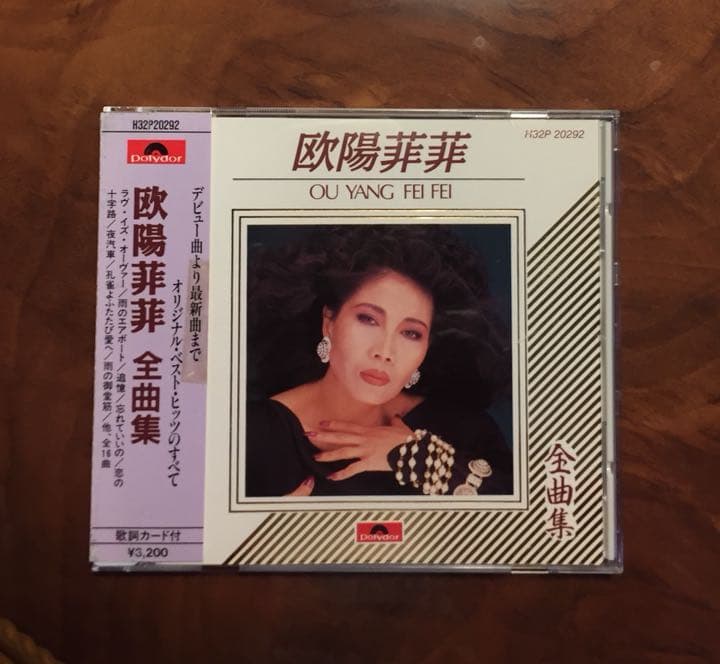 H32P20292
Polydor
欧陽菲菲 全曲集
デビュー曲より最新曲まで
オリジナル・ベスト・ヒッツのすべて
ラヴ・イズ・オーヴァー/雨のエアポート/追憶/忘れていいの/恋の
十字路/夜汽車/孔雀よふたたび愛へ/雨の御堂筋/他、全16曲
歌詞カード付
¥3,200
欧陽菲菲
H32P 20292
OU YANG FEI FEI
全曲集
Polydor